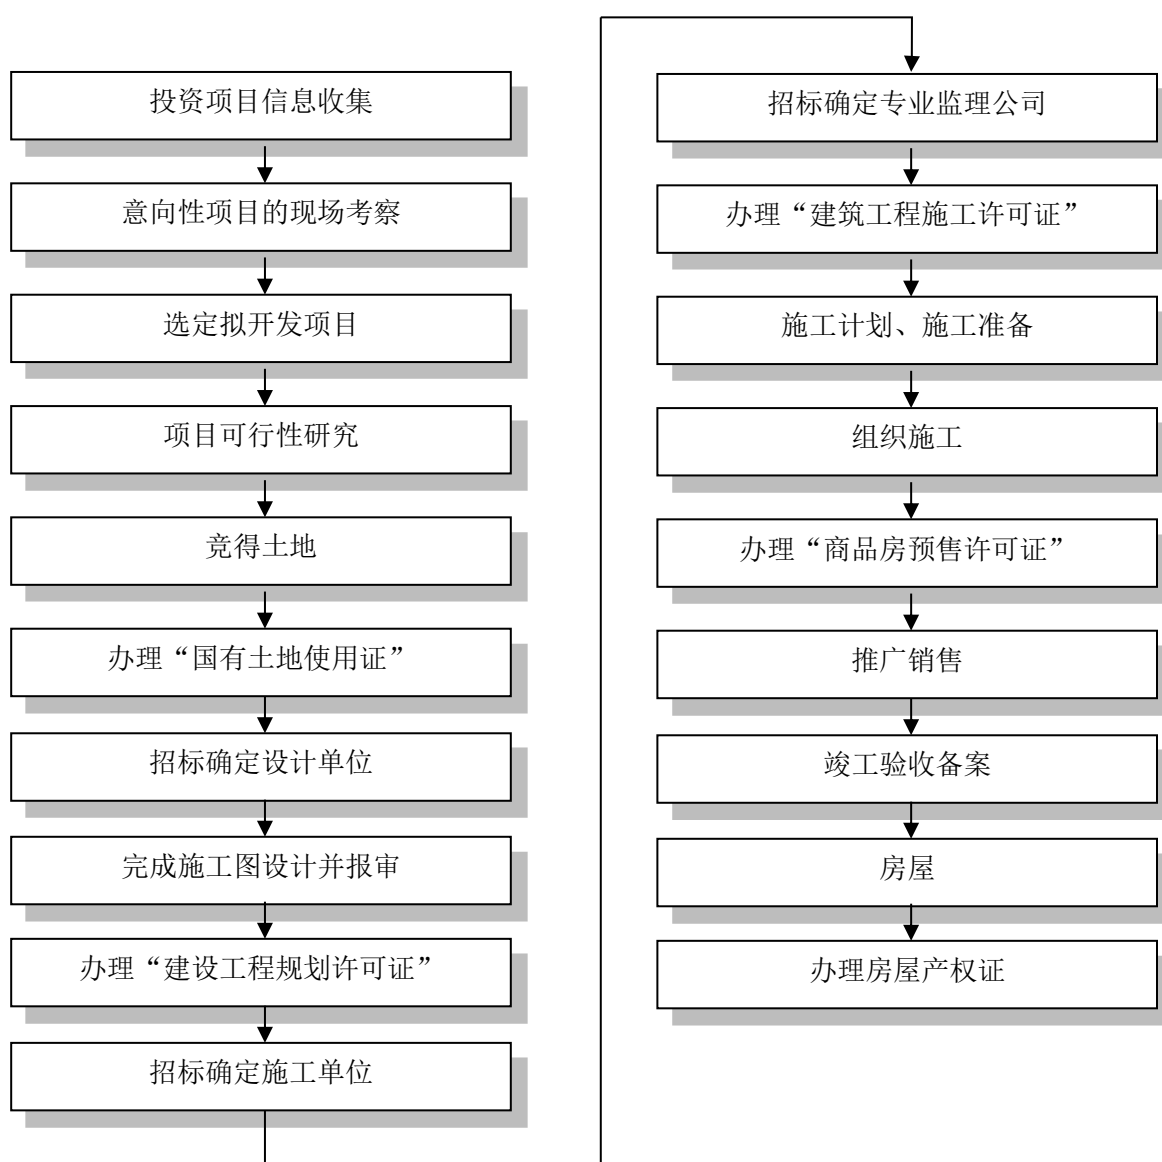 投资项目信息收集
意向性项目的现场考察
选定拟开发项目
项目可行性研究
竞得土地
办理“国有土地使用证”
招标确定设计单位
完成施工图设计并报审
办理“建设工程规划许可证”
招标确定施工单位
招标确定专业监理公司
办理“建筑工程施工许可证”
施工计划、施工准备
组织施工
办理“商品房预售许可证”
推广销售
竣工验收备案
房屋
办理房屋产权证